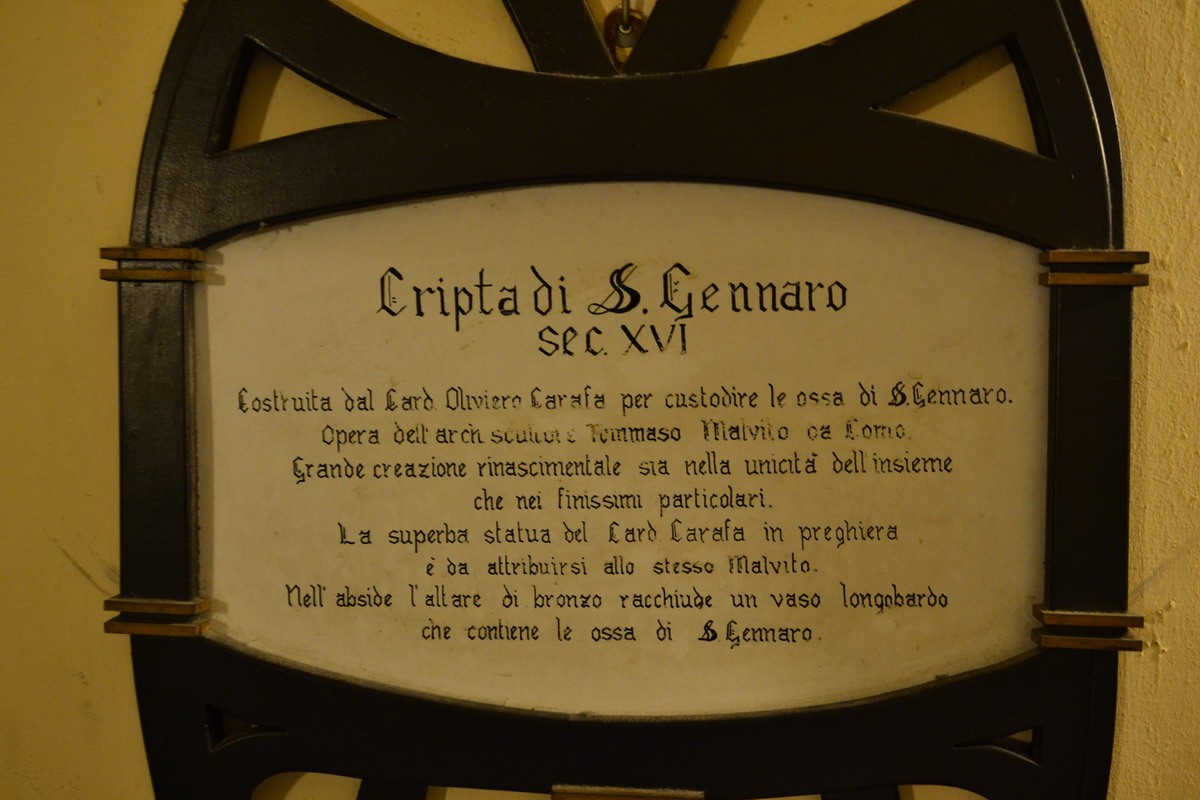 Cripta di S. Gennaro
sec. XVI
Costruita dal Card. Oliviero Carafa per custodire le ossa di S. Gennaro.
Opera dell'arch. scultore Tommaso Malvito da Como.
Grande creazione rinascimentale sia nella unicità dell'insieme
che nei finissimi particolari.
La superba statua del Card. Carafa in preghiera
è da attribuirsi allo stesso Malvito.
Nell'abside l'altare di bronzo racchiude un vaso longobardo
che contiene le ossa di S. Gennaro.